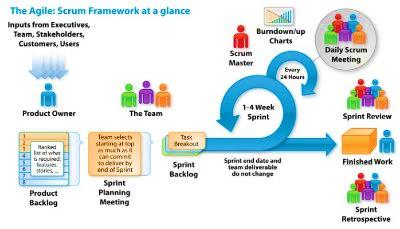 The Agile: Scrum Framework at a glance
Inputs from Executives,
Team, Stakeholders,
Customers, Users
Product Owner
The Team
Scrum
Master
Burndown/up
Charts
Every
24 Hours
Daily Scrum
Meeting
1-4 Week
Sprint
Sprint Review
1
2
Ranked
list of what
is required:
features,
stories, ...
7
8
Product
Backlog
Team selects
starting at top
as much as it
can commit
to deliver by
end of Sprint
Sprint
Planning
Meeting
Task
Breakout
Sprint
Backlog
Sprint end date and
team deliverable
do not change
Finished Work
Sprint
Retrospective